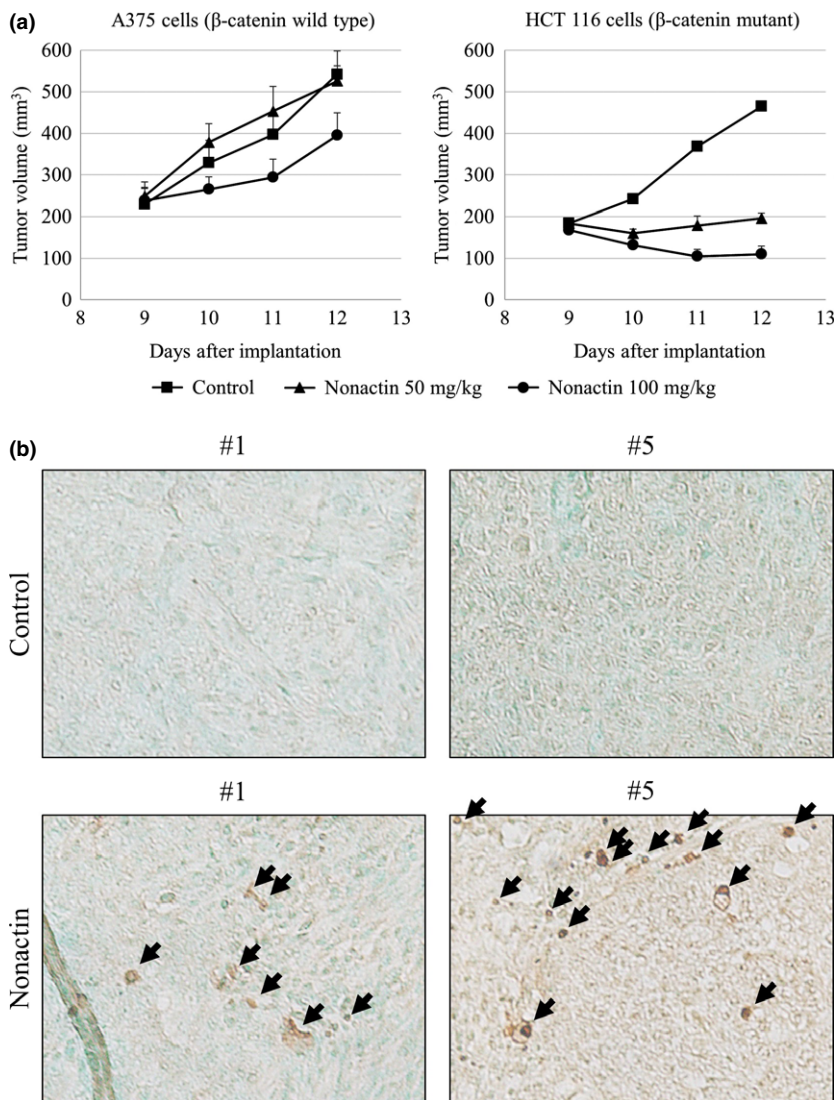 (a)
A375 cells (β-catenin wild type)
Tumor volume (mm³)
600
500
400
300
200
100
0
8 9 10 11 12 13
Days after implantation
HCT 116 cells (β-catenin mutant)
Tumor volume (mm³)
600
500
400
300
200
100
0
8 9 10 11 12 13
Days after implantation
Control Nonactin 50 mg/kg Nonactin 100 mg/kg
(b)
#1 #5
Control
#1 #5
Nonactin